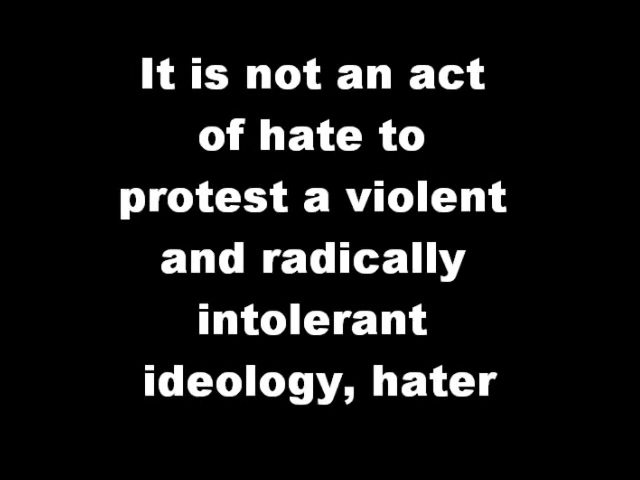 It is not an act
of hate to
protest a violent
and radically
intolerant
ideology, hater